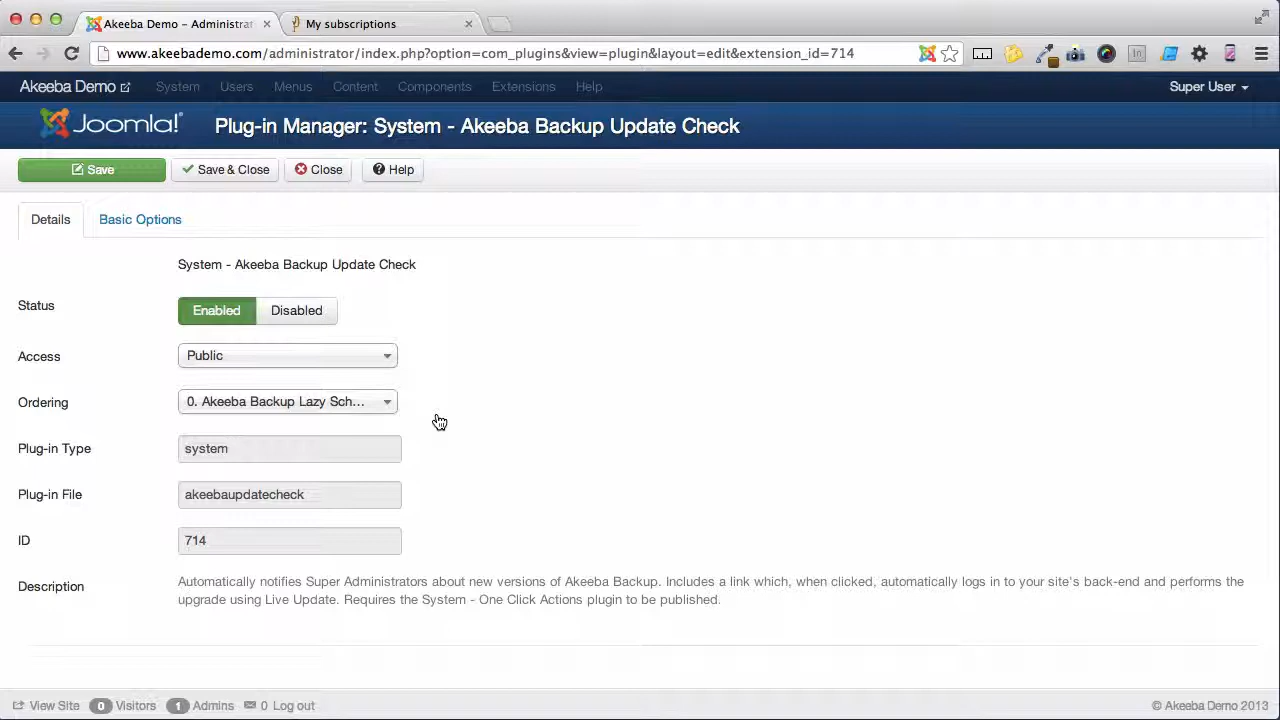 Akeeba Demo – Administrat
My subscriptions
www.akeebademo.com/administrator/index.php?option=com_plugins&view=plugin&layout=edit&extension_id=714
Akeeba Demo System Users Menus Content Components Extensions Help Super User
Joomla! Plug-in Manager: System - Akeeba Backup Update Check
Save Save & Close Close Help
Details Basic Options
System - Akeeba Backup Update Check
Status Enabled Disabled
Access Public
Ordering 0. Akeeba Backup Lazy Sch...
Plug-in Type system
Plug-in File akeebaupdatecheck
ID 714
Description Automatically notifies Super Administrators about new versions of Akeeba Backup. Includes a link which, when clicked, automatically logs in to your site's back-end and performs the
upgrade using Live Update. Requires the System - One Click Actions plugin to be published.
View Site 0 Visitors 1 Admins 0 Log out © Akeeba Demo 2013